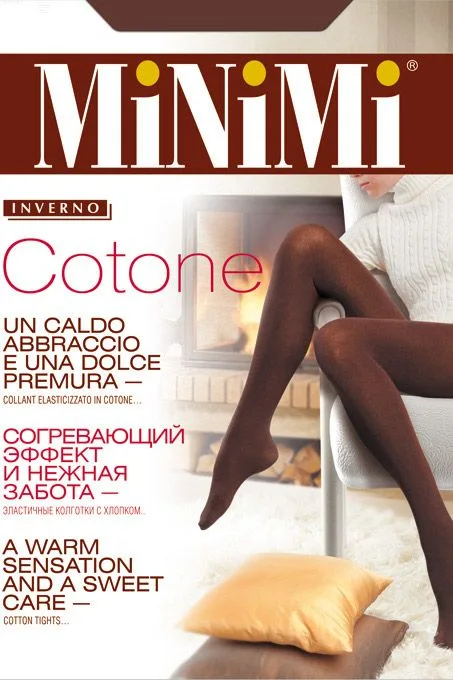 MiNiMi®
INVERNO
Cotone
UN CALDO
ABBRACCIO
E UNA DOLCE
PREMURA —
COLLANT ELASTICIZZATO IN COTONE...
СОГРЕВАЮЩИЙ
ЭФФЕКТ
И НЕЖНАЯ
ЗАБОТА —
ЭЛАСТИЧНЫЕ КОЛГОТКИ С ХЛОПКОМ..
A WARM
SENSATION
AND A SWEET
CARE —
COTTON TIGHTS...